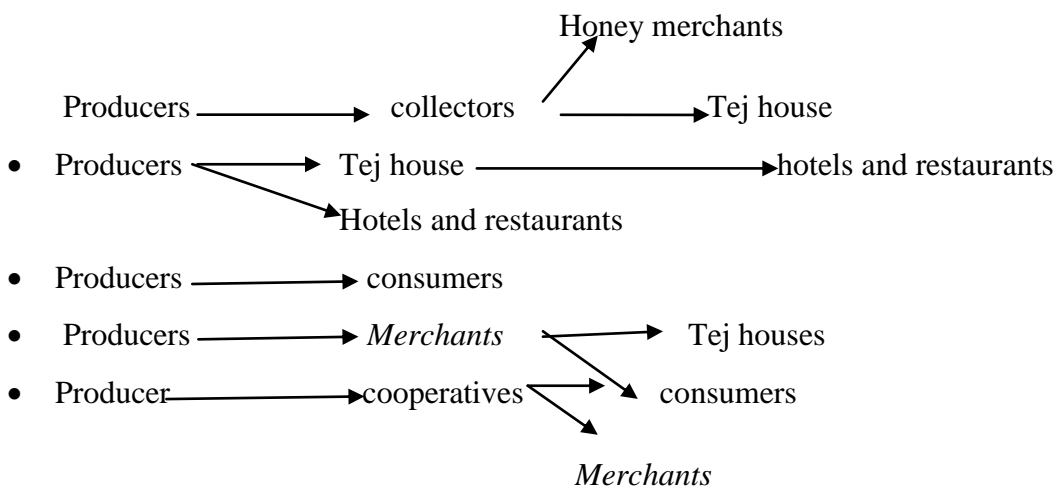 Honey merchants
Producers collectors Tej house
• Producers Tej house hotels and restaurants
Hotels and restaurants
• Producers consumers
• Producers Merchants Tej houses
• Producer cooperatives consumers
Merchants